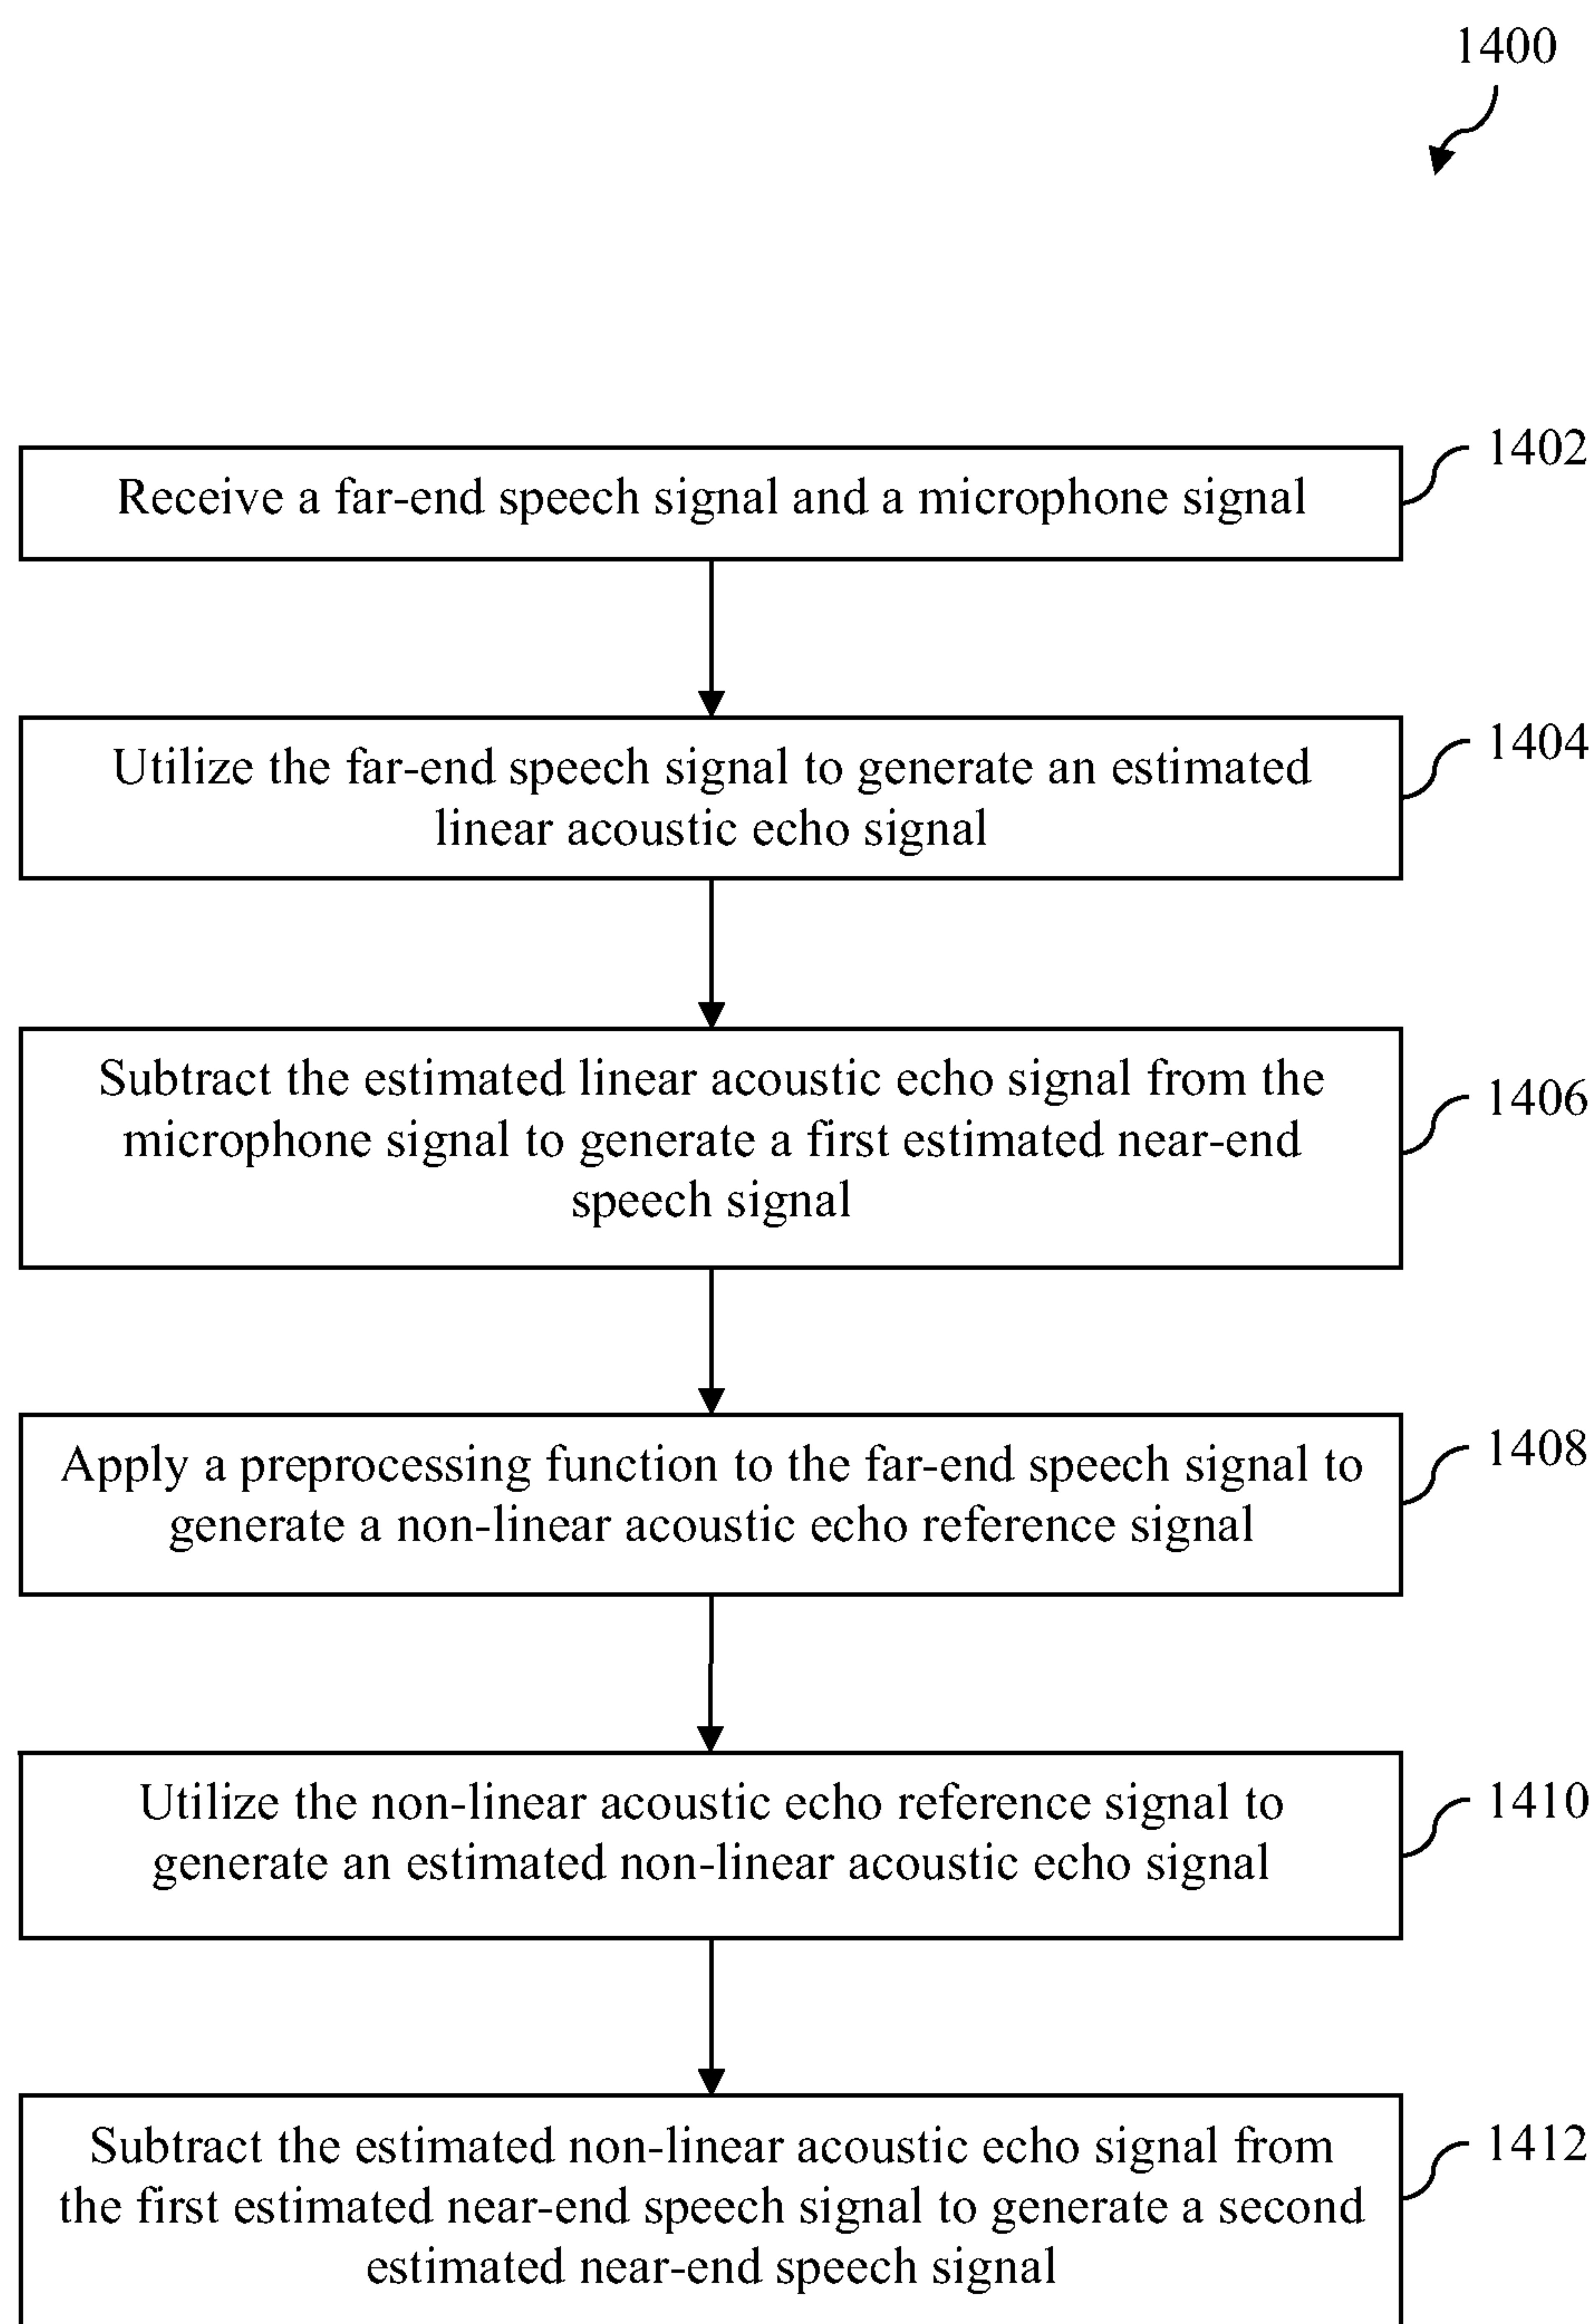 1400
Receive a far-end speech signal and a microphone signal
1402
Utilize the far-end speech signal to generate an estimated
linear acoustic echo signal
1404
Subtract the estimated linear acoustic echo signal from the
microphone signal to generate a first estimated near-end
speech signal
1406
Apply a preprocessing function to the far-end speech signal to
generate a non-linear acoustic echo reference signal
1408
Utilize the non-linear acoustic echo reference signal to
generate an estimated non-linear acoustic echo signal
1410
Subtract the estimated non-linear acoustic echo signal from
the first estimated near-end speech signal to generate a second
estimated near-end speech signal
1412